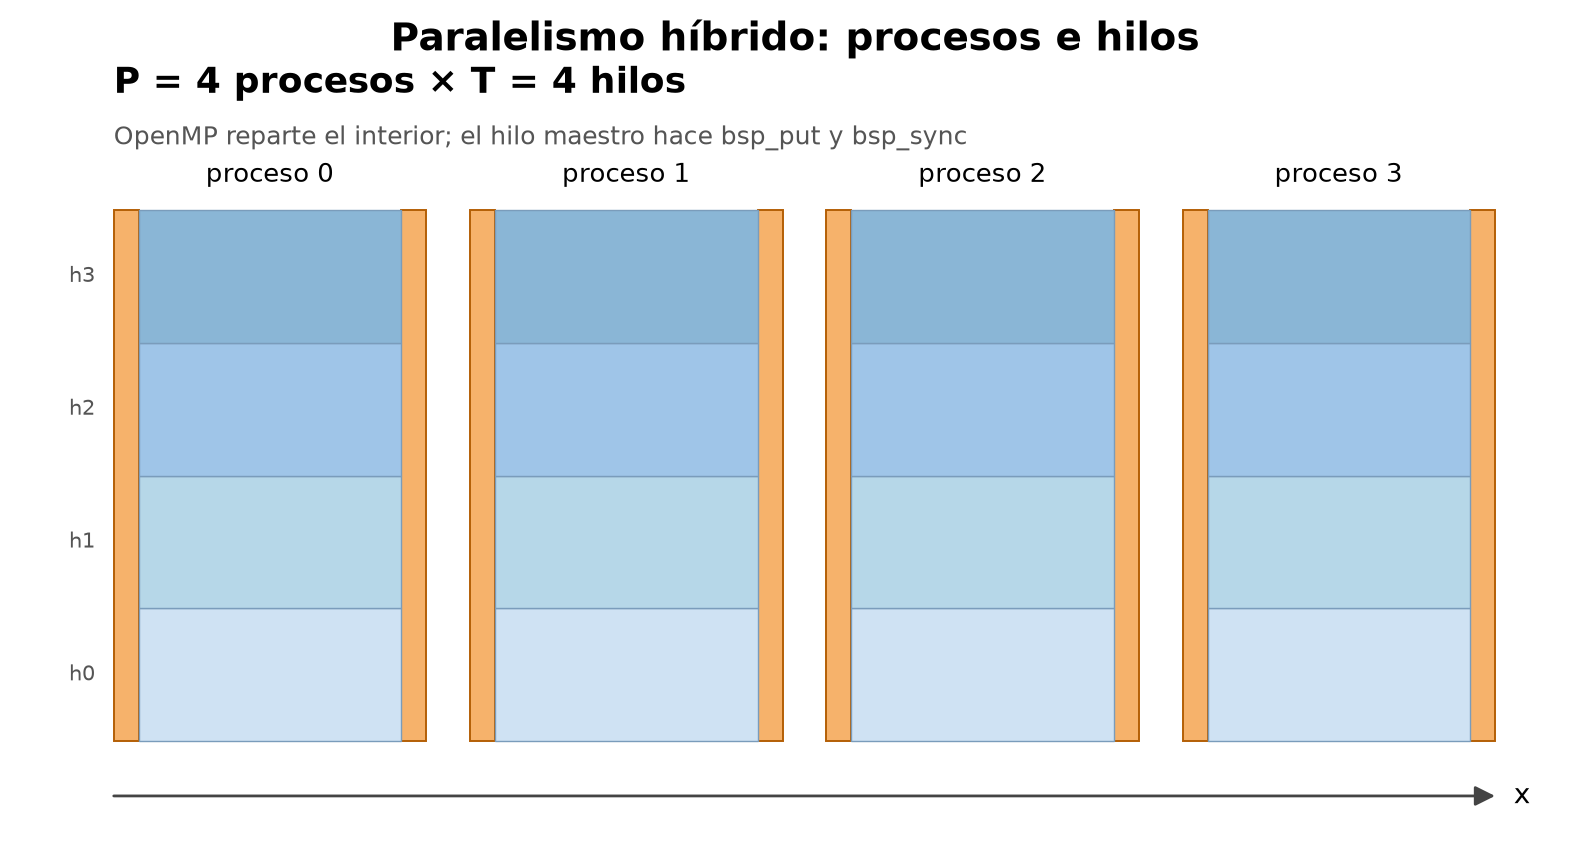 Paralelismo híbrido: procesos e hilos
P = 4 procesos × T = 4 hilos
OpenMP reparte el interior; el hilo maestro hace bsp_put y bsp_sync
proceso 0
proceso 1
proceso 2
proceso 3
h3
h2
h1
h0
x